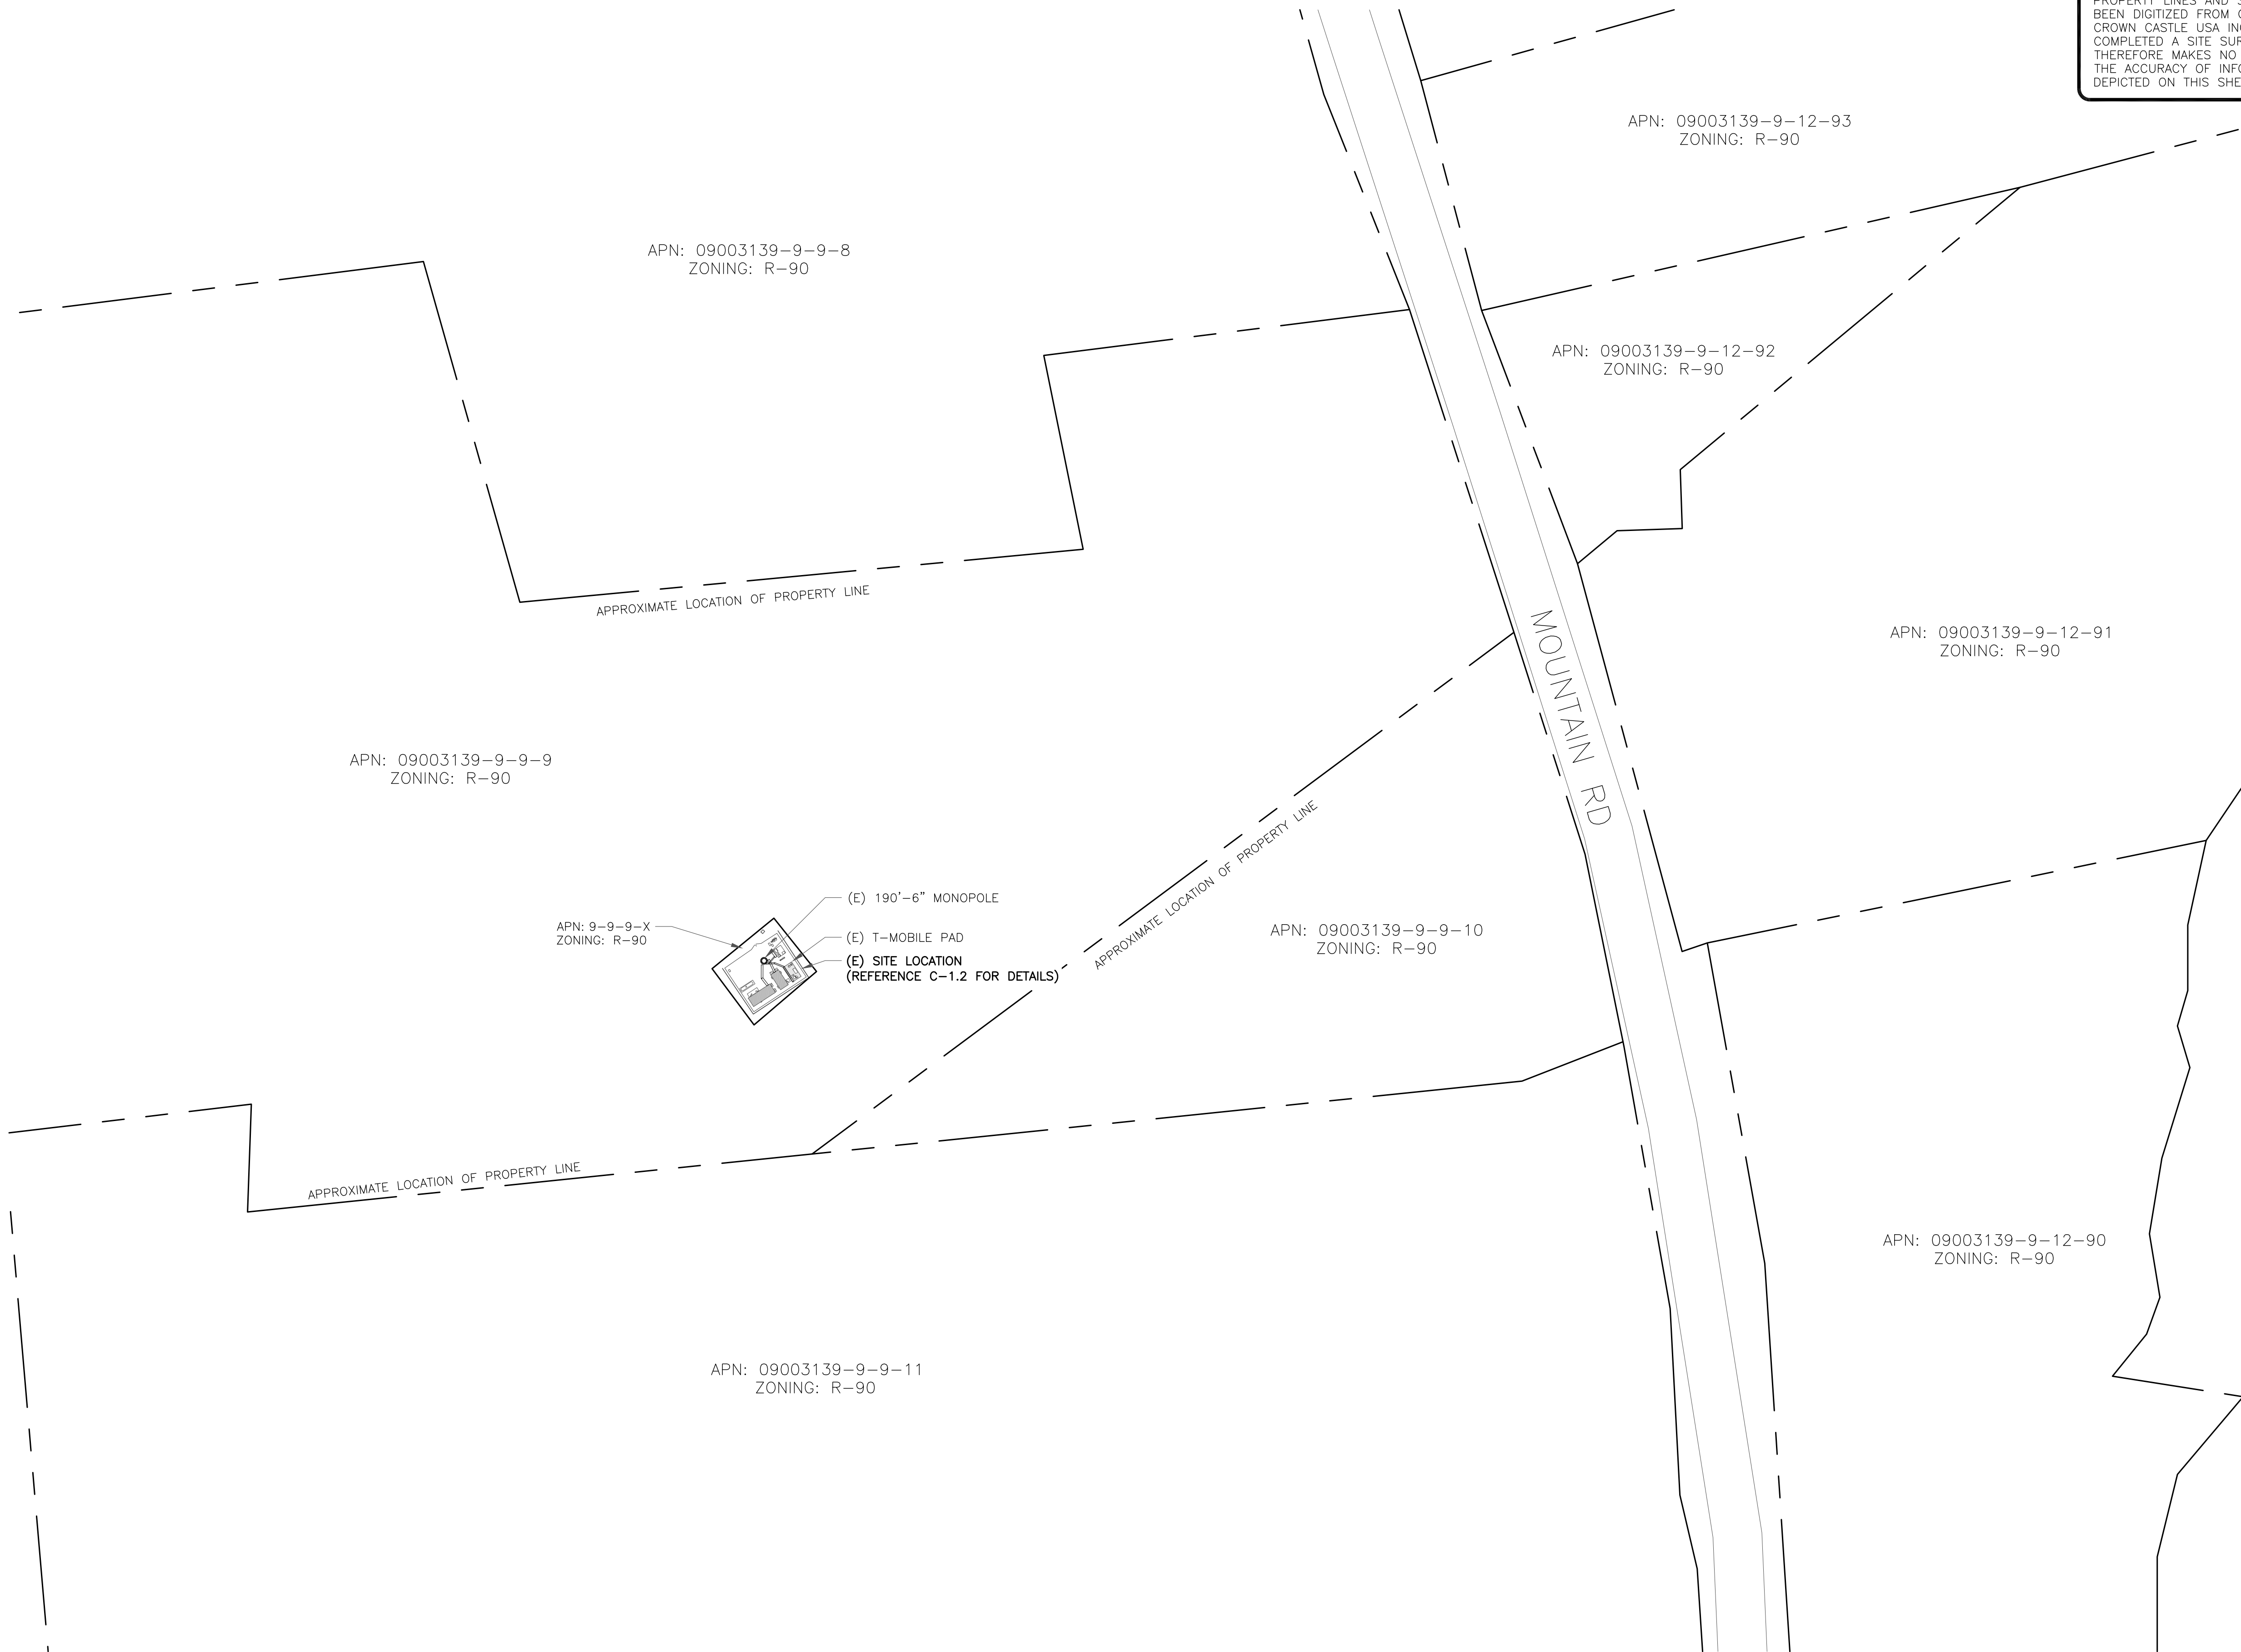 PROPERTY LINES AND
BEEN DIGITIZED FROM
CROWN CASTLE USA
COMPLETED A SITE
THEREFORE MAKES NO
THE ACCURACY OF
DEPICTED ON THIS
APN: 09003139-9-12-93
ZONING: R-90
APN: 09003139-9-9-8
ZONING: R-90
APN: 09003139-9-12-92
ZONING: R-90
APPROXIMATE LOCATION OF PROPERTY LINE
MOUNTAIN RD
APN: 09003139-9-12-91
ZONING: R-90
APN: 09003139-9-9-9
ZONING: R-90
APPROXIMATE LOCATION OF PROPERTY LINE
(E) 190'-6" MONOPOLE
APN: 9-9-9-X
ZONING: R-90
(E) T-MOBILE PAD
(E) SITE LOCATION
(REFERENCE C-1.2 FOR DETAILS)
APN: 09003139-9-9-10
ZONING: R-90
APPROXIMATE LOCATION OF PROPERTY LINE
APN: 09003139-9-12-90
ZONING: R-90
APN: 09003139-9-9-11
ZONING: R-90